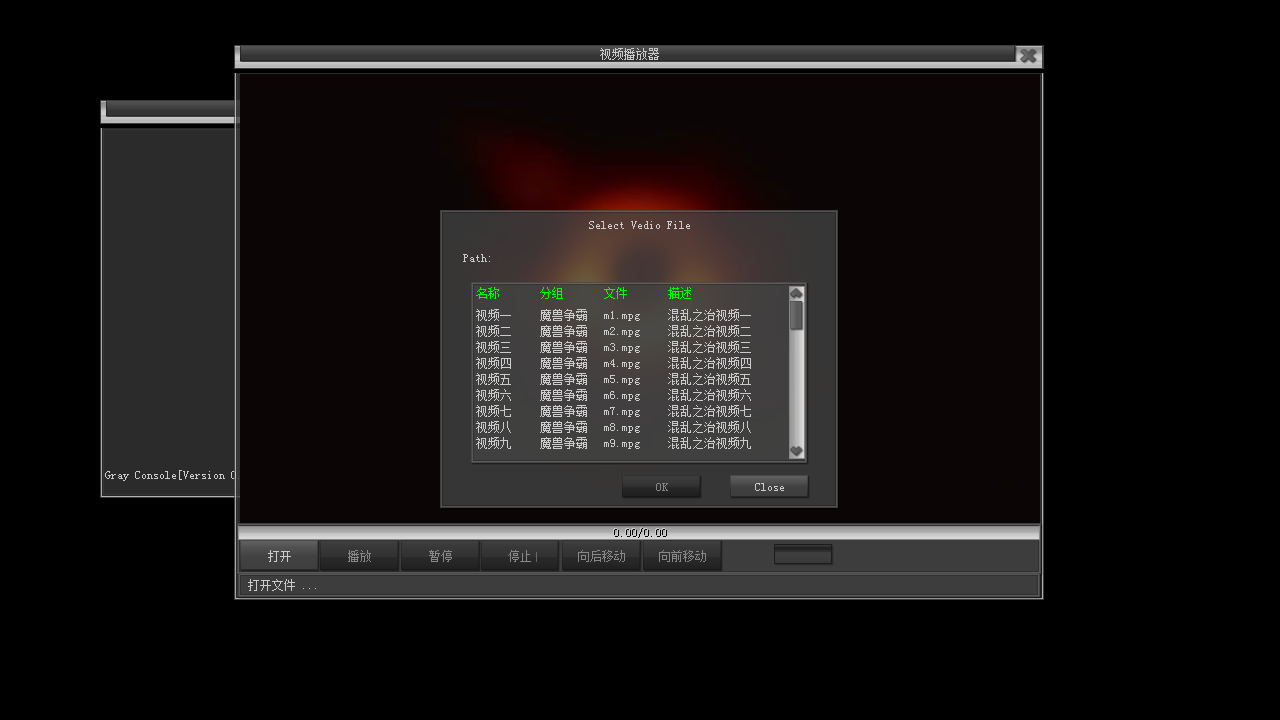 视频播放器
Select Vedio File
Path:
名称 分组 文件 描述
视频一 魔兽争霸 m1.mpg 混乱之治视频一
视频二 魔兽争霸 m2.mpg 混乱之治视频二
视频三 魔兽争霸 m3.mpg 混乱之治视频三
视频四 魔兽争霸 m4.mpg 混乱之治视频四
视频五 魔兽争霸 m5.mpg 混乱之治视频五
视频六 魔兽争霸 m6.mpg 混乱之治视频六
视频七 魔兽争霸 m7.mpg 混乱之治视频七
视频八 魔兽争霸 m8.mpg 混乱之治视频八
视频九 魔兽争霸 m9.mpg 混乱之治视频九
Gray Console[Version
OK Close
0.00/0.00
打开 播放 暂停 停止| 向后移动 向前移动
打开文件 ...